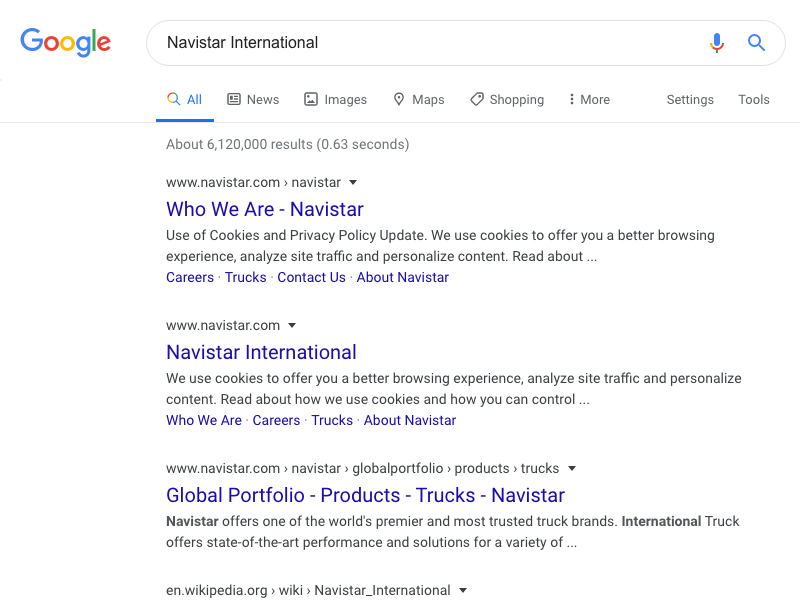 Google
Navistar International
All News Images Maps Shopping More Settings Tools
About 6,120,000 results (0.63 seconds)
www.navistar.com › navistar
Who We Are - Navistar
Use of Cookies and Privacy Policy Update. We use cookies to offer you a better browsing
experience, analyze site traffic and personalize content. Read about ...
Careers · Trucks · Contact Us · About Navistar
www.navistar.com
Navistar International
We use cookies to offer you a better browsing experience, analyze site traffic and personalize
content. Read about how we use cookies and how you can control ...
Who We Are · Careers · Trucks · About Navistar
www.navistar.com › navistar › globalportfolio › products › trucks
Global Portfolio - Products - Trucks - Navistar
Navistar offers one of the world's premier and most trusted truck brands. International Truck
offers state-of-the-art performance and solutions for a variety of ...
en.wikipedia.org › wiki › Navistar_International